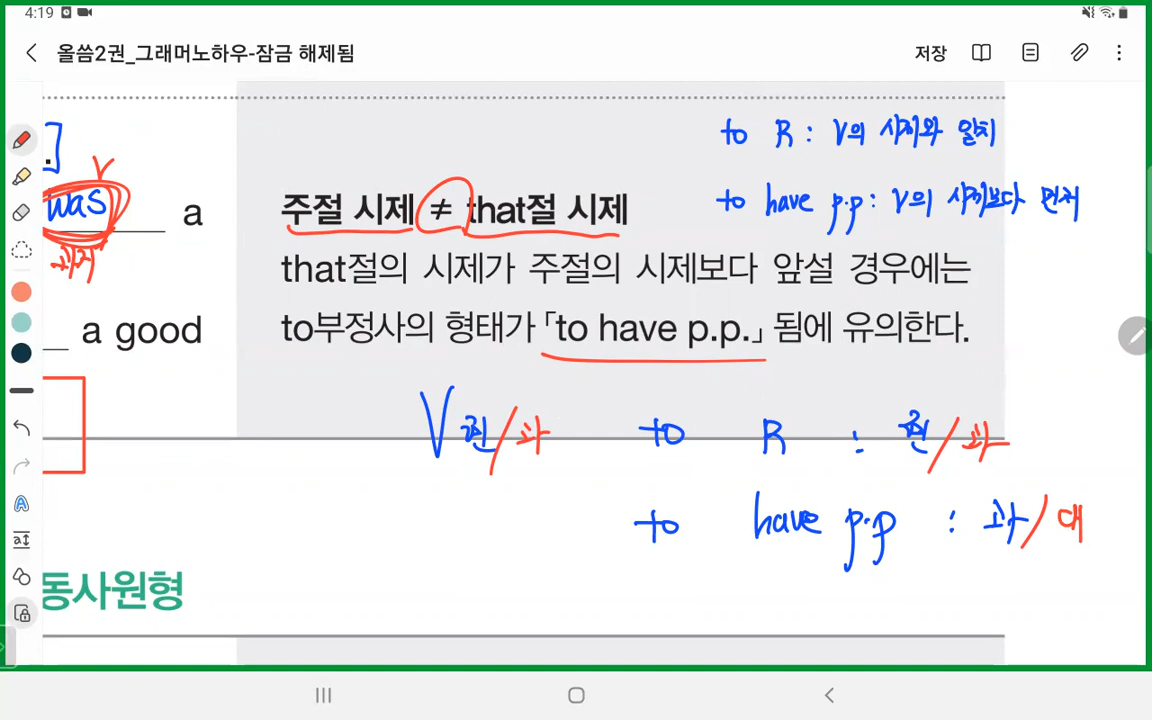 4:19
올씀2권_그래머노하우-잠금 해제됨
저장
to R : V의 시제와 일치
to have p.p : V의 시제보다 먼저
.]
V
was
a
과거
주절 시제 ≠ that절 시제
that절의 시제가 주절의 시제보다 앞설 경우에는
to부정사의 형태가 「to have p.p.」 됨에 유의한다.
a good
V 현/과 to R : 현/과
to have p.p : 과/대
동사원형